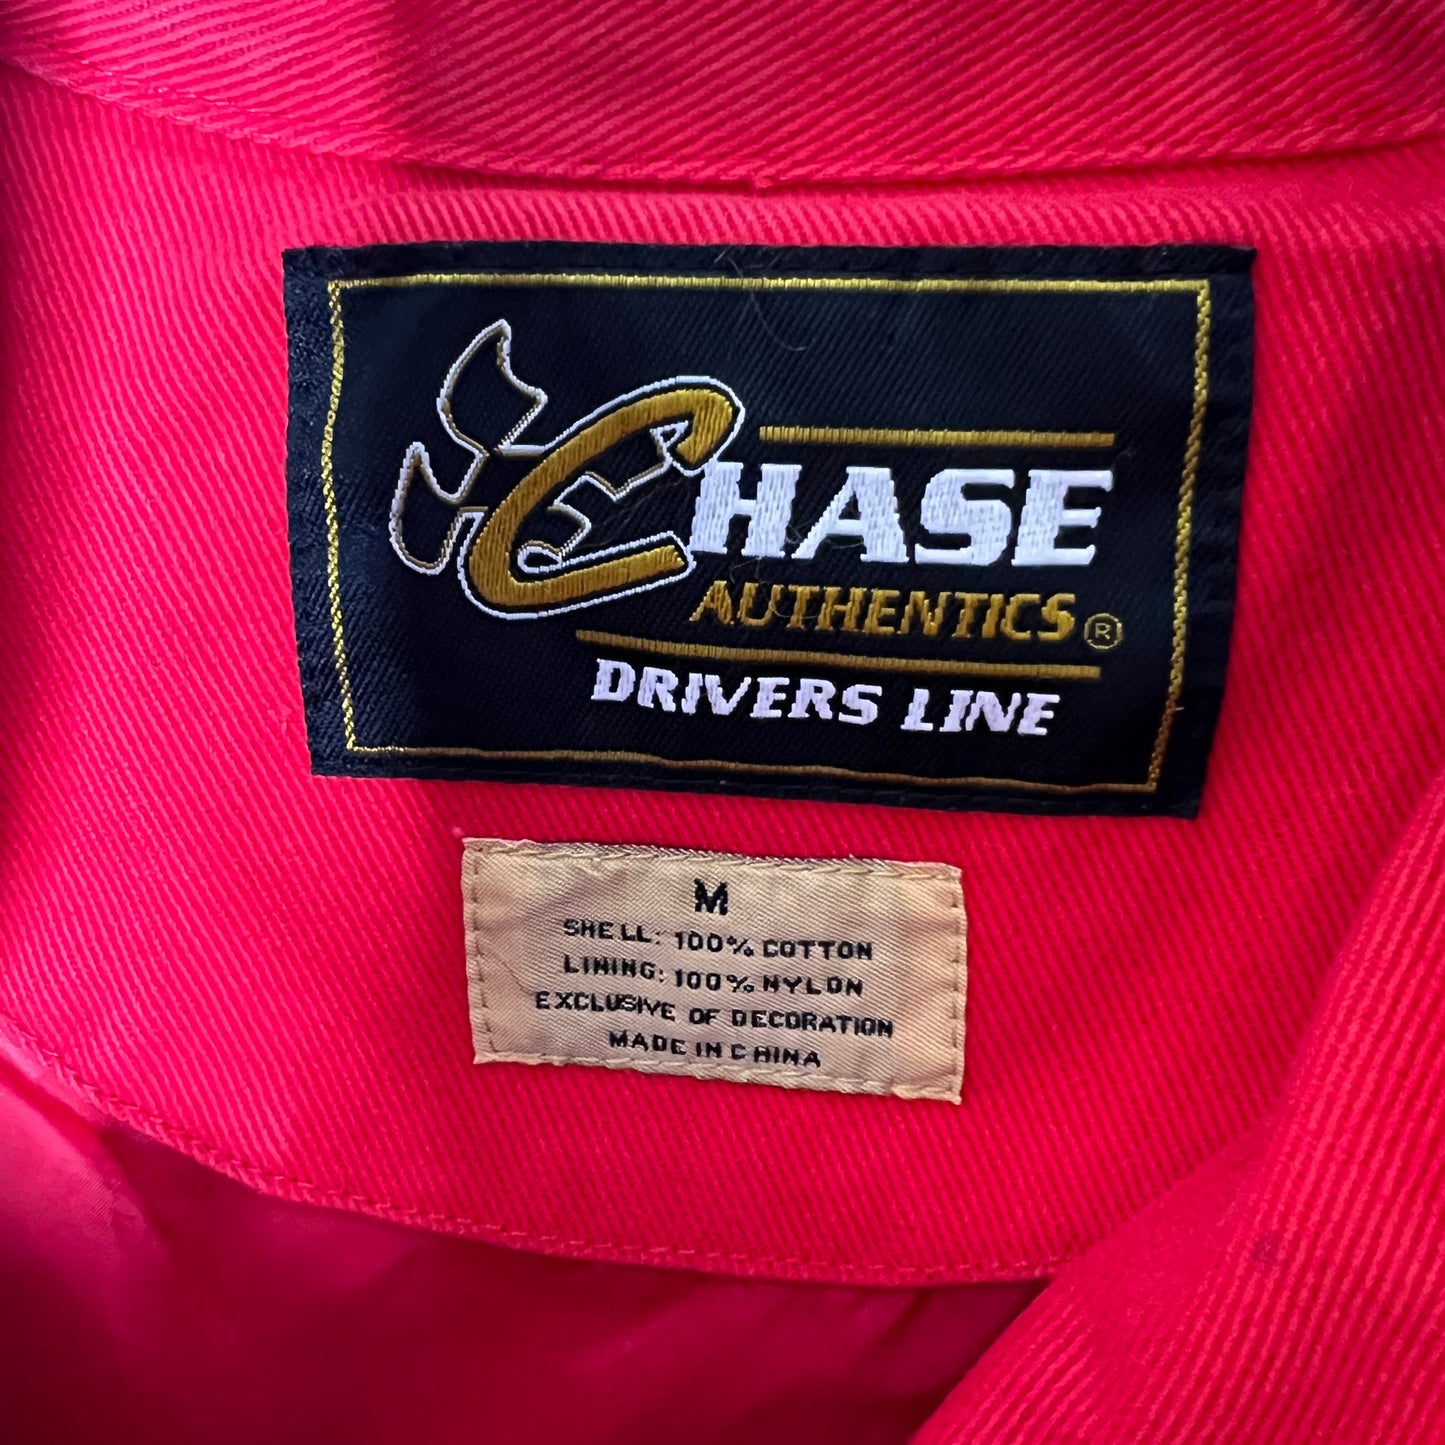 CHASE
AUTHENTICS®
DRIVERS LINE
M
SHELL: 100% COTTON
LINING: 100% NYLON
EXCLUSIVE OF DECORATION
MADE IN CHINA